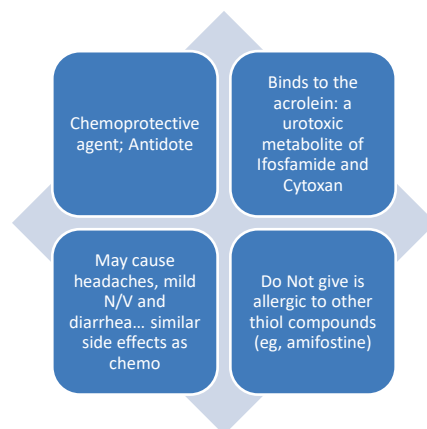 Chemoprotective
agent; Antidote
Binds to the
acrolein: a
urotoxic
metabolite of
Ifosfamide and
Cytoxan
May cause
headaches, mild
N/V and
diarrhea... similar
side effects as
chemo
Do Not give is
allergic to other
thiol compounds
(eg, amifostine)